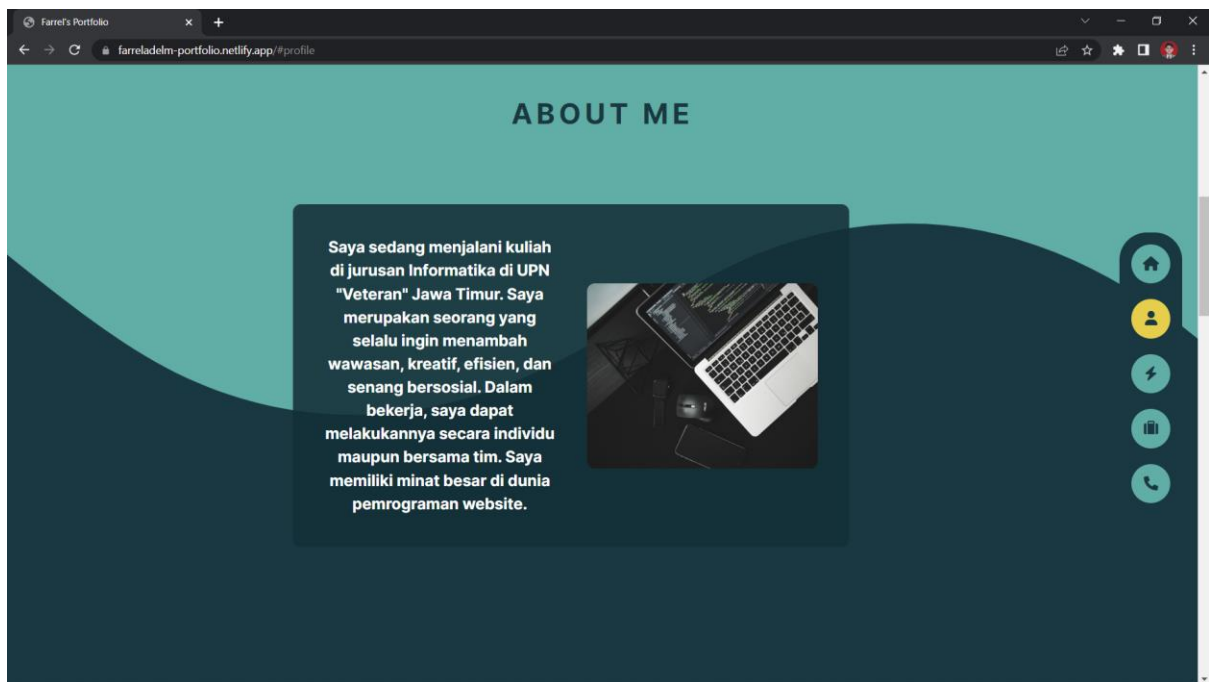 Farrel's Portfolio
farreladelm-portfolio.netlify.app/#profile
ABOUT ME
Saya sedang menjalani kuliah
di jurusan Informatika di UPN
"Veteran" Jawa Timur. Saya
merupakan seorang yang
selalu ingin menambah
wawasan, kreatif, efisien, dan
senang bersosial. Dalam
bekerja, saya dapat
melakukannya secara individu
maupun bersama tim. Saya
memiliki minat besar di dunia
pemrograman website.